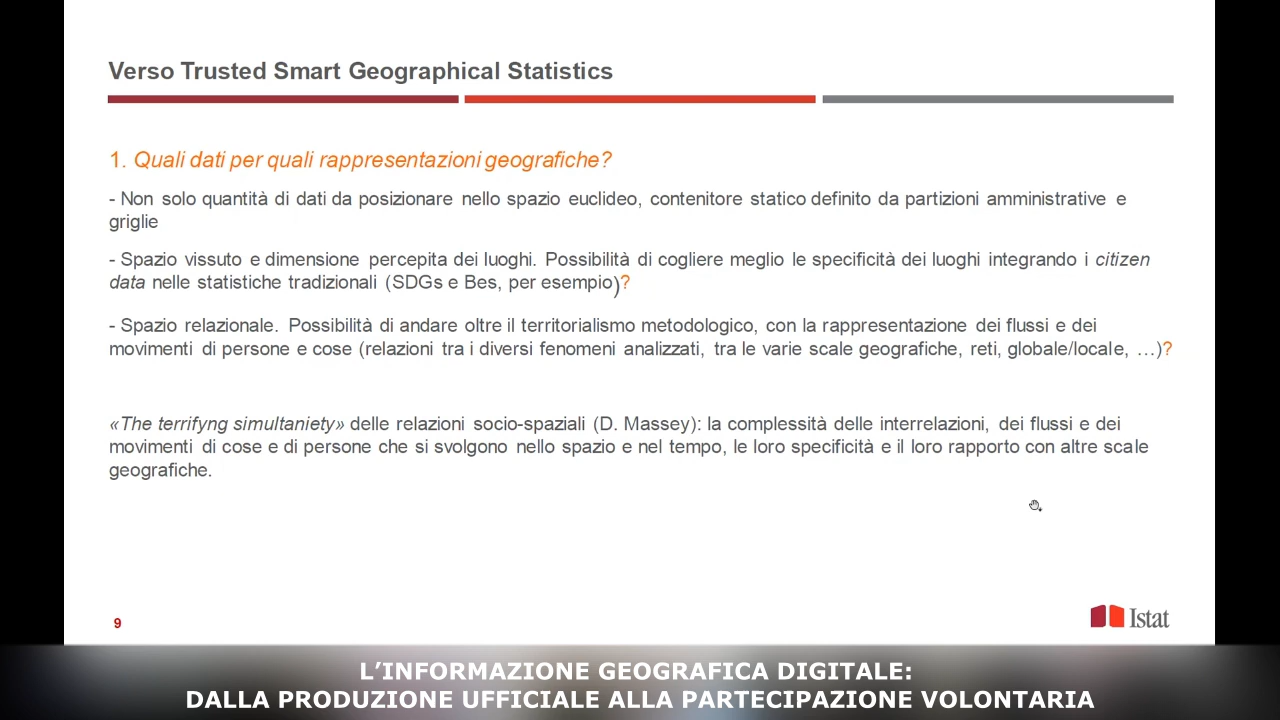 Verso Trusted Smart Geographical Statistics
1. Quali dati per quali rappresentazioni geografiche?
- Non solo quantità di dati da posizionare nello spazio euclideo, contenitore statico definito da partizioni amministrative e
griglie
- Spazio vissuto e dimensione percepita dei luoghi. Possibilità di cogliere meglio le specificità dei luoghi integrando i citizen
data nelle statistiche tradizionali (SDGs e Bes, per esempio)?
- Spazio relazionale. Possibilità di andare oltre il territorialismo metodologico, con la rappresentazione dei flussi e dei
movimenti di persone e cose (relazioni tra i diversi fenomeni analizzati, tra le varie scale geografiche, reti, globale/locale, …)?
«The terrifyng simultaniety» delle relazioni socio-spaziali (D. Massey): la complessità delle interrelazioni, dei flussi e dei
movimenti di cose e di persone che si svolgono nello spazio e nel tempo, le loro specificità e il loro rapporto con altre scale
geografiche.
9
Istat
L’INFORMAZIONE GEOGRAFICA DIGITALE:
DALLA PRODUZIONE UFFICIALE ALLA PARTECIPAZIONE VOLONTARIA